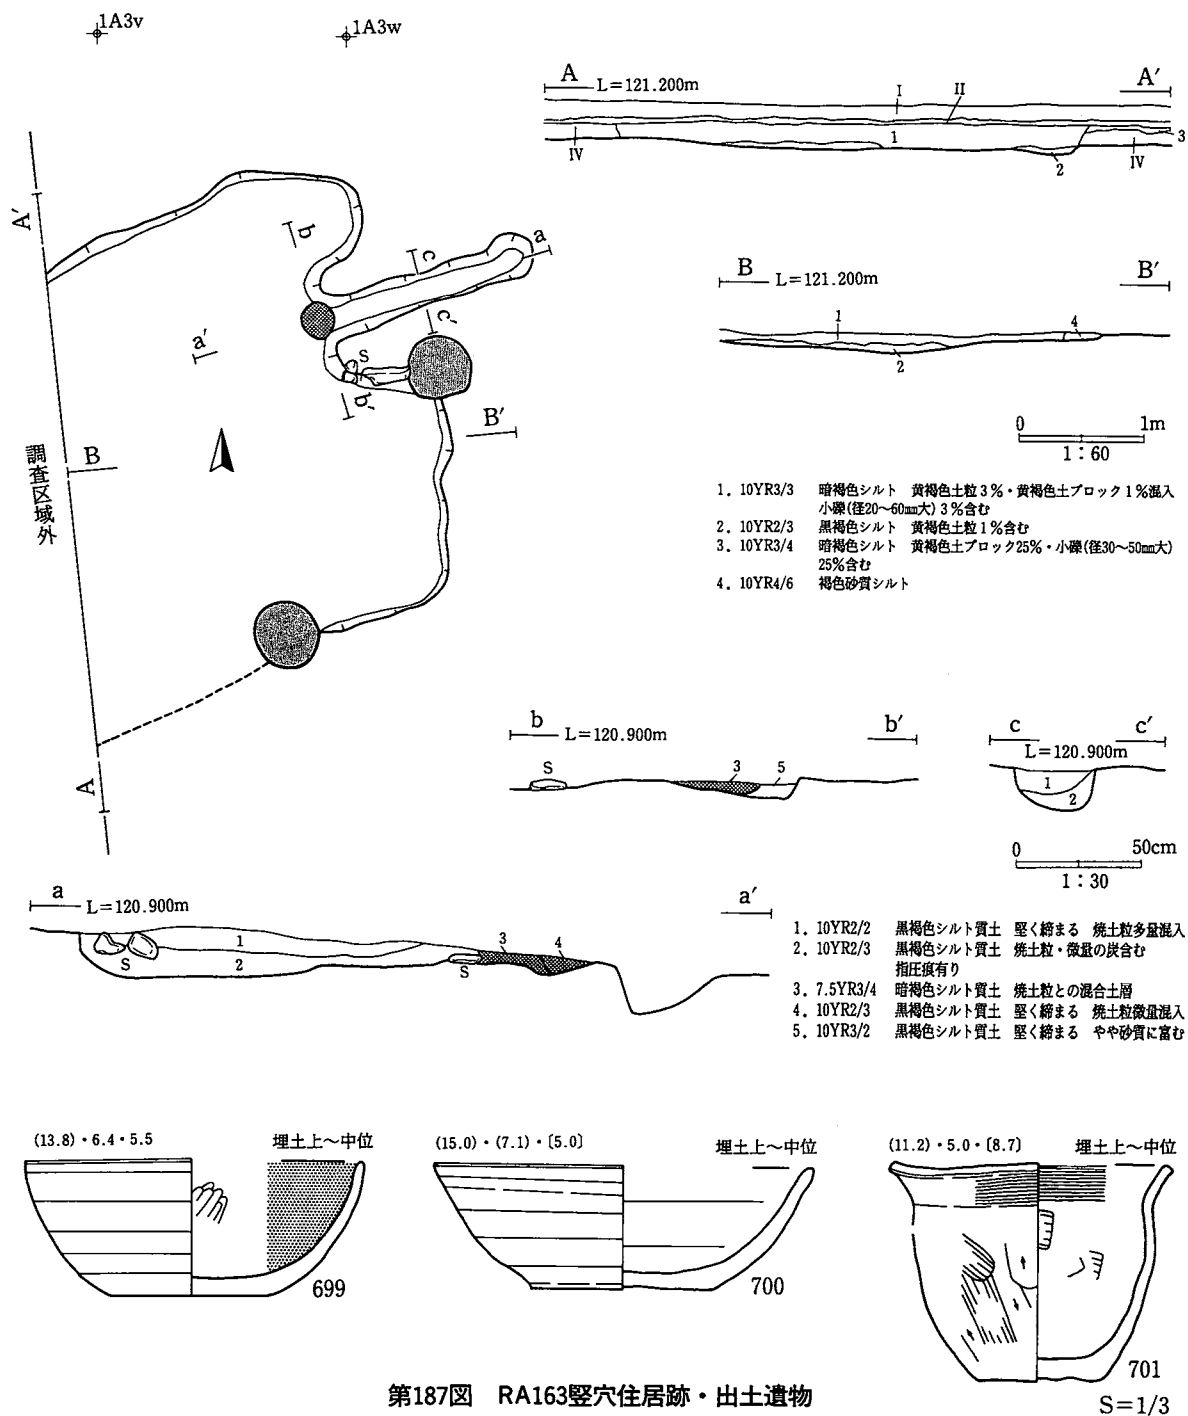 1A3v
1A3w
A L=121.200m A′
I
II
1
3
IV
2
IV
A′
b
c
a
c′
a′
S
b′
B′
B
調査区域外
A
B L=121.200m B′
1
4
2
0 1m
1：60
1．10YR3/3 暗褐色シルト 黄褐色土粒3％・黄褐色土ブロック1％混入
小礫(径20〜60㎜大)3％含む
2．10YR2/3 黒褐色シルト 黄褐色土粒1％含む
3．10YR3/4 暗褐色シルト 黄褐色土ブロック25％・小礫(径30〜50㎜大)
25％含む
4．10YR4/6 褐色砂質シルト
b L=120.900m b′
S
3
5
c c′
L=120.900m
1
2
0 50cm
1：30
a L=120.900m a′
1
2
S
3
4
S
1．10YR2/2 黒褐色シルト質土 堅く締まる 焼土粒多量混入
2．10YR2/3 黒褐色シルト質土 焼土粒・微量の炭含む
指圧痕有り
3．7.5YR3/4 暗褐色シルト質土 焼土粒との混合土層
4．10YR2/3 黒褐色シルト質土 堅く締まる 焼土粒微量混入
5．10YR3/2 黒褐色シルト質土 堅く締まる やや砂質に富む
(13.8)・6.4・5.5 埋土上〜中位
699
(15.0)・(7.1)・〔5.0〕 埋土上〜中位
700
(11.2)・5.0・〔8.7〕 埋土上〜中位
701
第187図 RA163竪穴住居跡・出土遺物
S=1/3